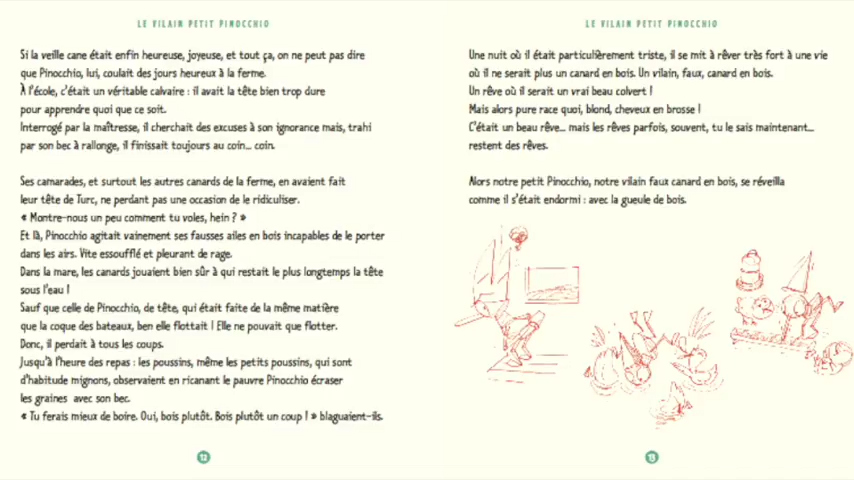 LE VILAIN PETIT PINOCCHIO
Si la veille cane était enfin heureuse, joyeuse, et tout ça, on ne peut pas dire
que Pinocchio, lui, coulait des jours heureux à la ferme.
À l'école, c'était un véritable calvaire : il avait la tête bien trop dure
pour apprendre quoi que ce soit.
Interrogé par la maîtresse, il cherchait des excuses à son ignorance mais, trahi
par son bec à rallonge, il finissait toujours au coin... coin.
Ses camarades, et surtout les autres canards de la ferme, en avaient fait
leur tête de Turc, ne perdant pas une occasion de le ridiculiser.
« Montre-nous un peu comment tu voles, hein ? »
Et là, Pinocchio agitait vainement ses fausses ailes en bois incapables de le porter
dans les airs. Vite essoufflé et pleurant de rage.
Dans la mare, les canards jouaient bien sûr à qui restait le plus longtemps la tête
sous l'eau !
Sauf que celle de Pinocchio, de tête, qui était faite de la même matière
que la coque des bateaux, ben elle flottait ! Elle ne pouvait que flotter.
Donc, il perdait à tous les coups.
Jusqu'à l'heure des repas : les poussins, même les petits poussins, qui sont
d'habitude mignons, observaient en ricanant le pauvre Pinocchio écraser
les graines avec son bec.
« Tu ferais mieux de boire. Oui, bois plutôt. Bois plutôt un coup ! » blaguaient-ils.
12
LE VILAIN PETIT PINOCCHIO
Une nuit où il était particulièrement triste, il se mit à rêver très fort à une vie
où il ne serait plus un canard en bois. Un vilain, faux, canard en bois.
Un rêve où il serait un vrai beau colvert !
Mais alors pure race quoi, blond, cheveux en brosse !
C'était un beau rêve... mais les rêves parfois, souvent, tu le sais maintenant...
restent des rêves.
Alors notre petit Pinocchio, notre vilain faux canard en bois, se réveilla
comme il s'était endormi : avec la gueule de bois.
13